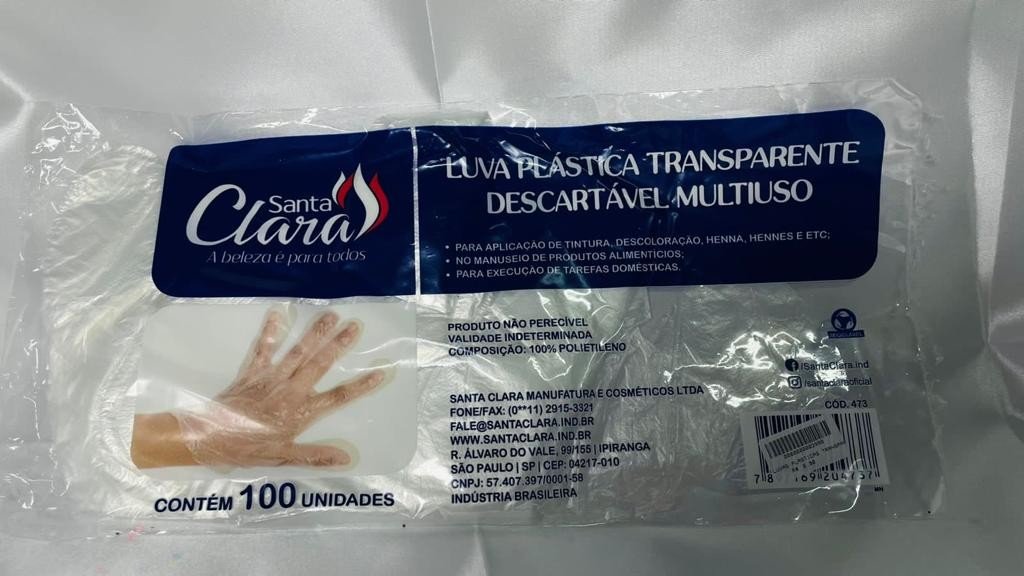 Santa
Clara
A beleza é para todos
LUVA PLÁSTICA TRANSPARENTE
DESCARTÁVEL MULTIUSO
• PARA APLICAÇÃO DE TINTURA, DESCOLORAÇÃO, HENNA, HENNES E ETC;
• NO MANUSEIO DE PRODUTOS ALIMENTÍCIOS;
• PARA EXECUÇÃO DE TAREFAS DOMÉSTICAS.
PRODUTO NÃO PERECÍVEL
VALIDADE INDETERMINADA
COMPOSIÇÃO: 100% POLIETILENO
SANTA CLARA MANUFATURA E COSMÉTICOS LTDA
FONE/FAX: (0**11) 2915-3321
FALE@SANTACLARA.IND.BR
WWW.SANTACLARA.IND.BR
R. ÁLVARO DO VALE, 99/155 | IPIRANGA
SÃO PAULO | SP | CEP: 04217-010
CNPJ: 57.407.397/0001-58
INDÚSTRIA BRASILEIRA
/SantaClara.ind
/santaclaraoficial
CÓD. 473
CONTÉM 100 UNIDADES